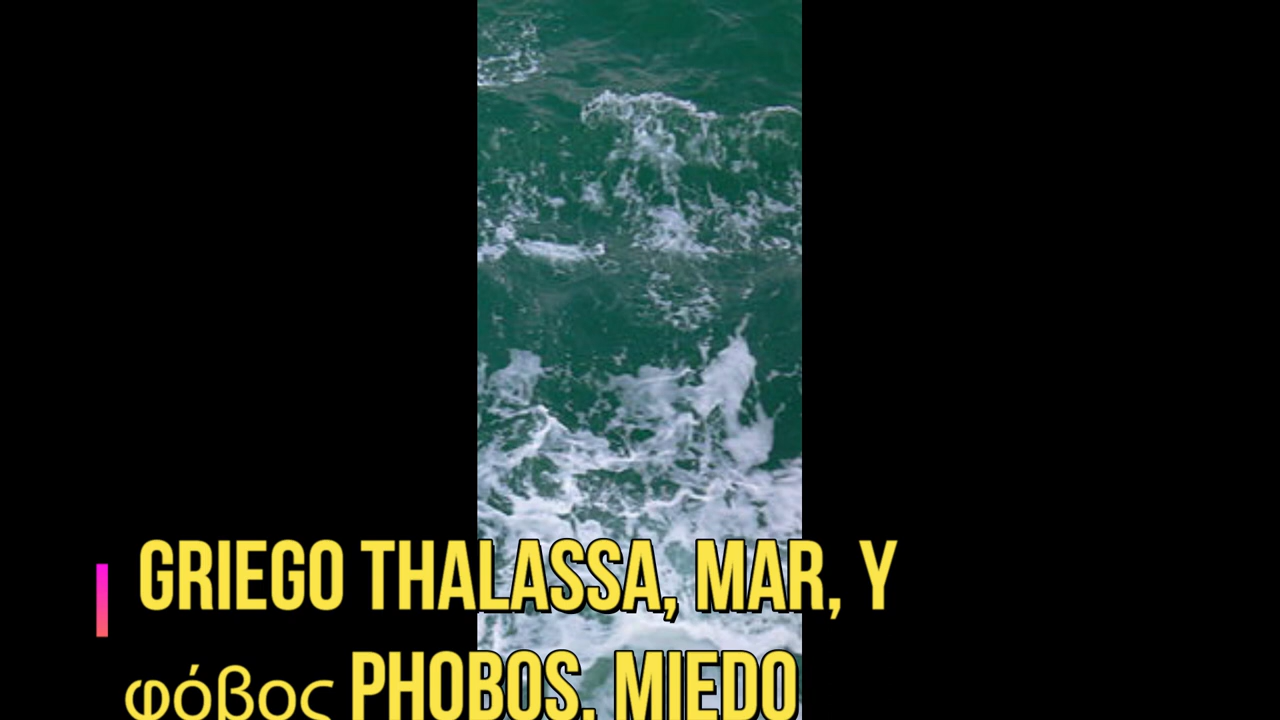 GRIEGO THALASSA, MAR, Y
φόβος PHOBOS, MIEDO